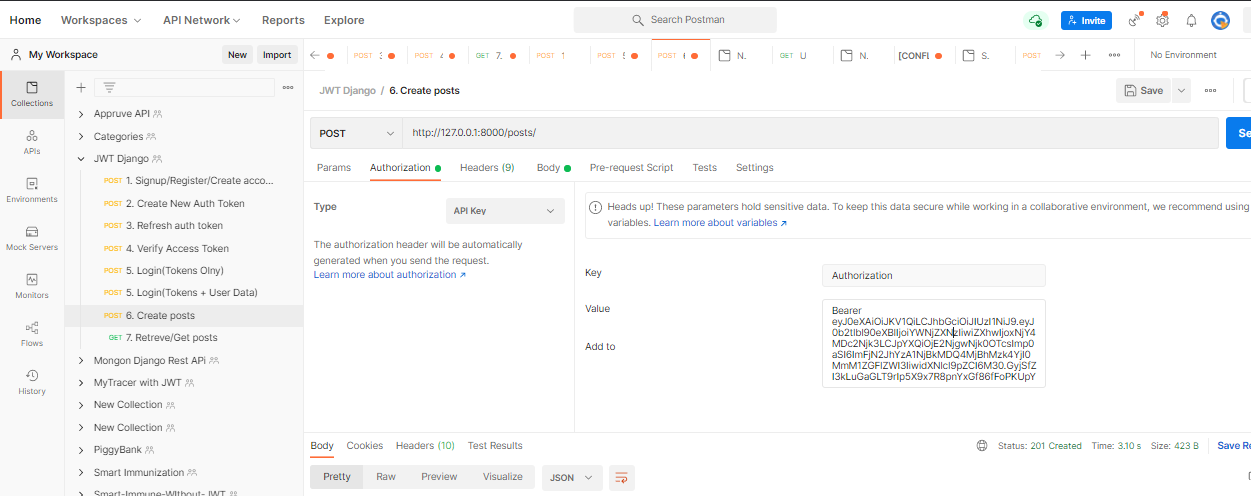 Home Workspaces API Network Reports Explore Search Postman Invite
My Workspace New Import POST POST GET 7. POST 1 POST POST N. GET U N. [CONFL S. POST No Environment
Collections
APIs
Environments
Mock Servers
Monitors
Flows
History
Appruve API
Categories
JWT Django
POST 1. Signup/Register/Create acco...
POST 2. Create New Auth Token
POST 3. Refresh auth token
POST 4. Verify Access Token
POST 5. Login(Tokens Olny)
POST 5. Login(Tokens + User Data)
POST 6. Create posts
GET 7. Retreve/Get posts
Mongon Django Rest APi
MyTracer with JWT
New Collection
New Collection
PiggyBank
Smart Immunization
Smart-Immune-WIthout-JWT
JWT Django / 6. Create posts Save
POST http://127.0.0.1:8000/posts/ Se
Params Authorization Headers (9) Body Pre-request Script Tests Settings
Type API Key
The authorization header will be automatically
generated when you send the request.
Learn more about authorization ↗
Heads up! These parameters hold sensitive data. To keep this data secure while working in a collaborative environment, we recommend using
variables. Learn more about variables ↗
Key Authorization
Value Bearer
Add to
Body Cookies Headers (10) Test Results Status: 201 Created Time: 3.10 s Size: 423 B Save Re
Pretty Raw Preview Visualize JSON